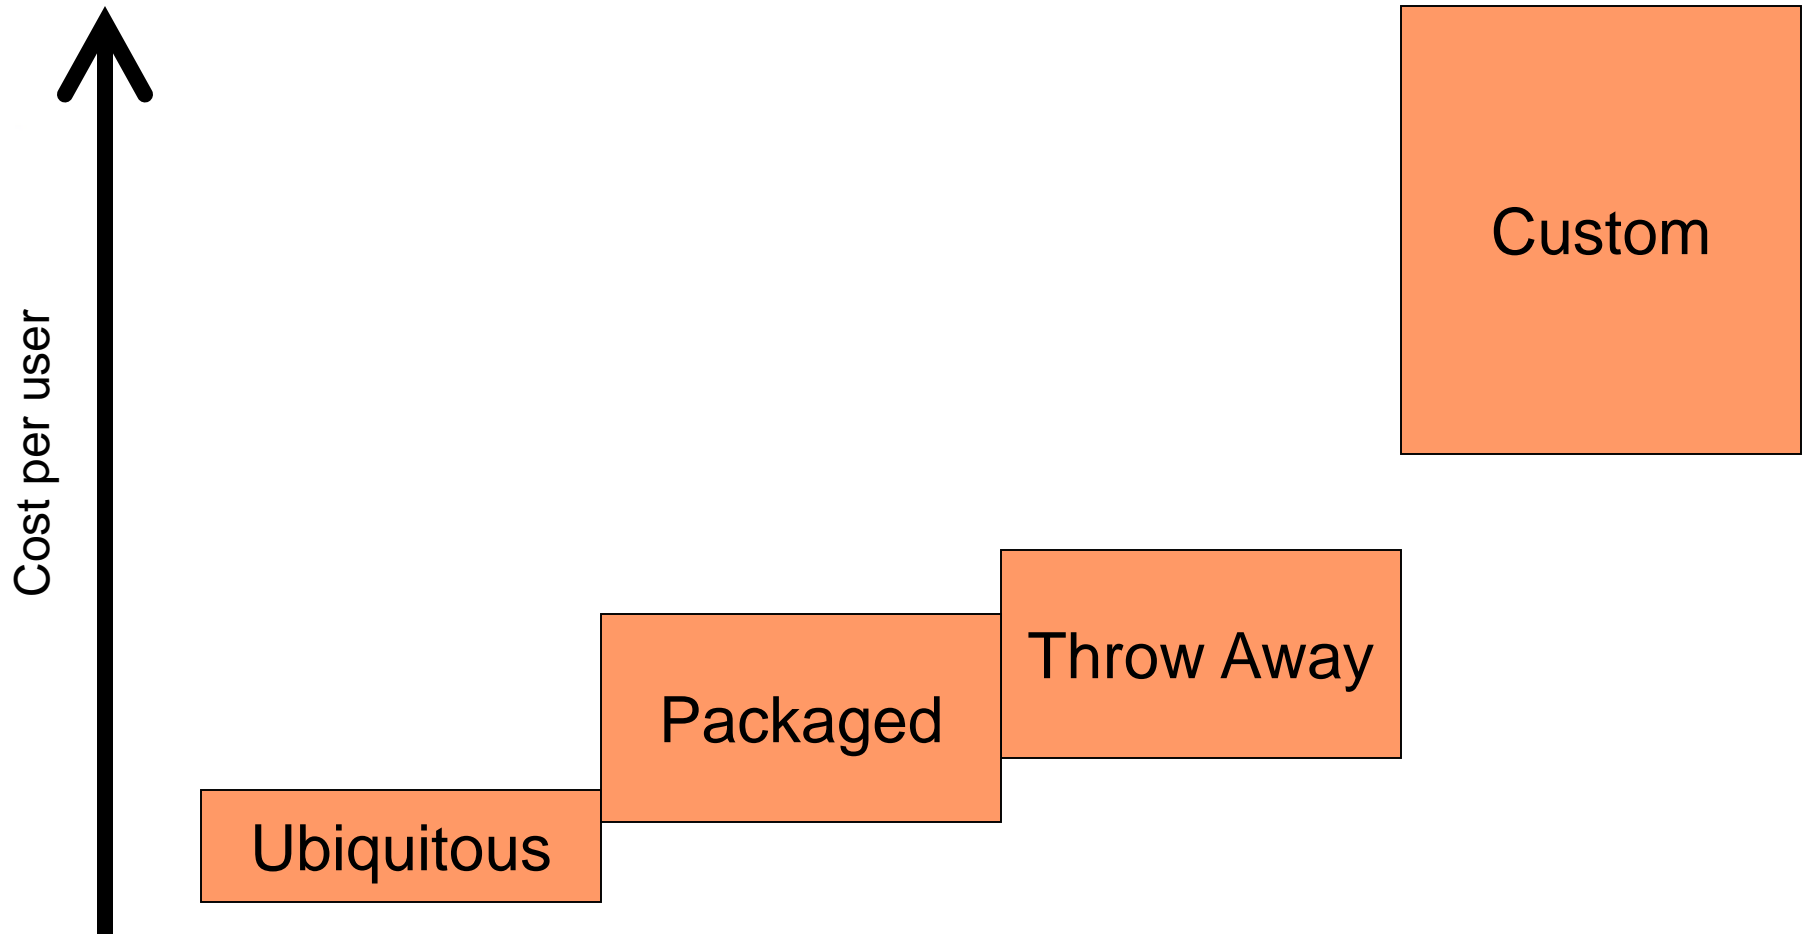 Cost per user
Ubiquitous
Packaged
Throw Away
Custom